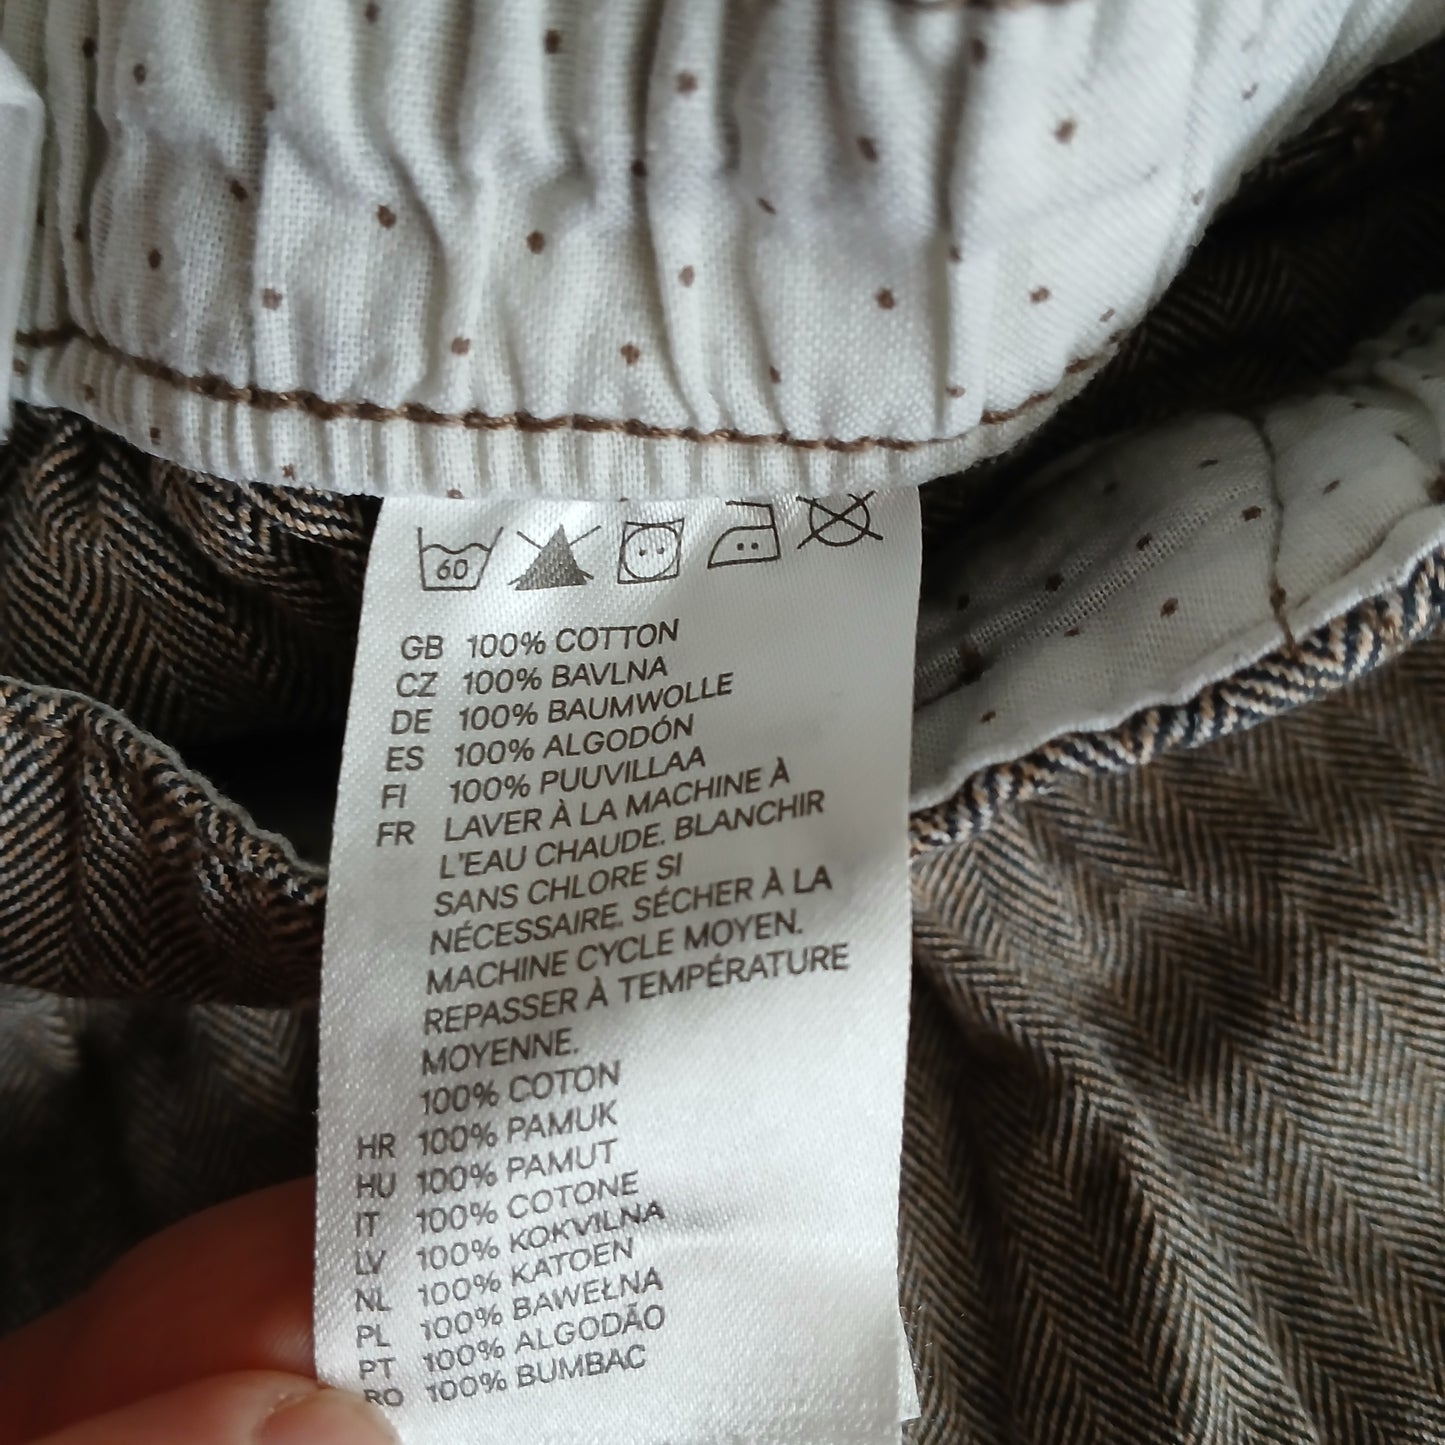 60
GB 100% COTTON
CZ 100% BAVLNA
DE 100% BAUMWOLLE
ES 100% ALGODÓN
FI 100% PUUVILLAA
FR LAVER À LA MACHINE À
L'EAU CHAUDE. BLANCHIR
SANS CHLORE SI
NÉCESSAIRE. SÉCHER À LA
MACHINE CYCLE MOYEN.
REPASSER À TEMPÉRATURE
MOYENNE.
100% COTON
HR 100% PAMUK
HU 100% PAMUT
IT 100% COTONE
LV 100% KOKVILNA
NL 100% KATOEN
PL 100% BAWEŁNA
PT 100% ALGODÃO
RO 100% BUMBAC